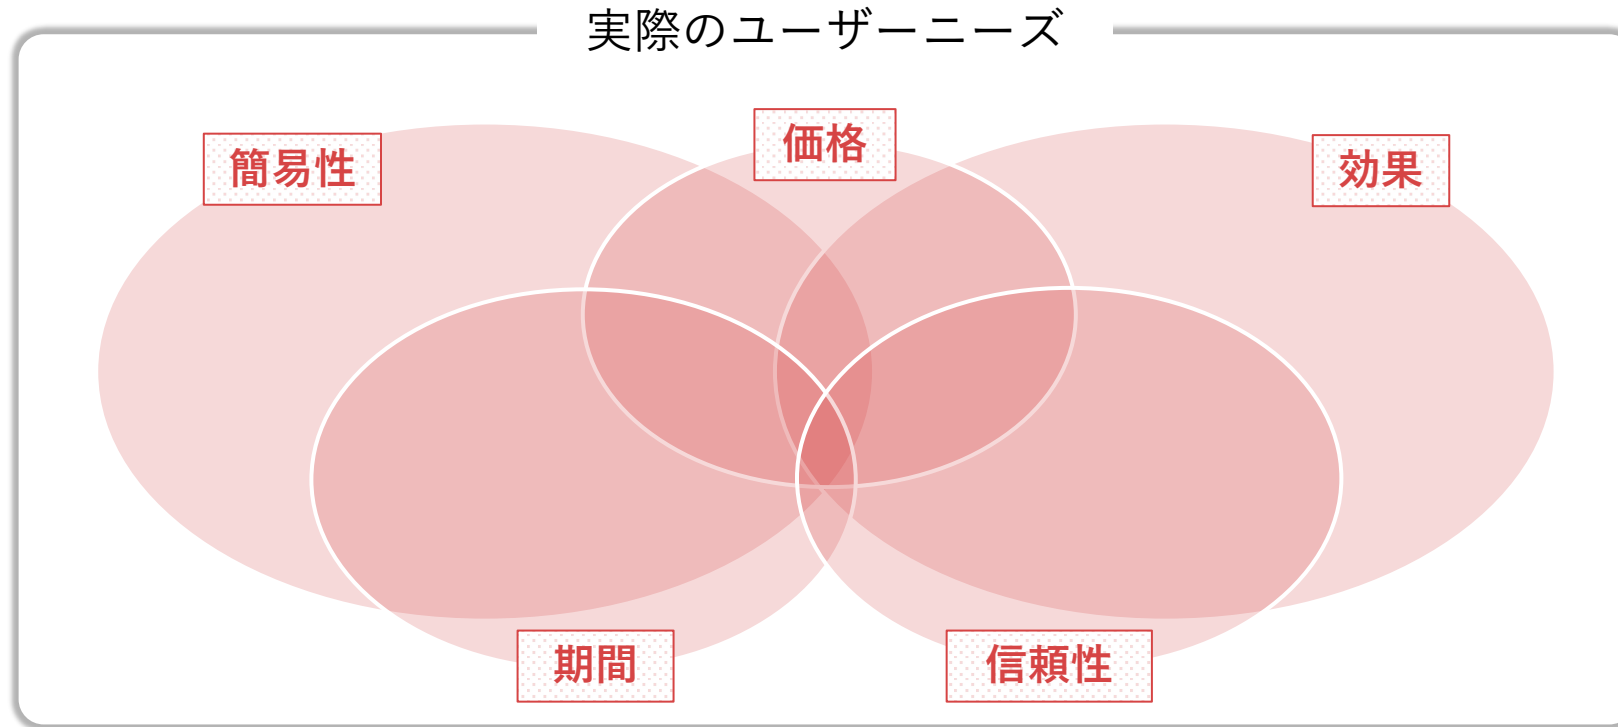 実際のユーザーニーズ
価格
簡易性
効果
期間
信頼性